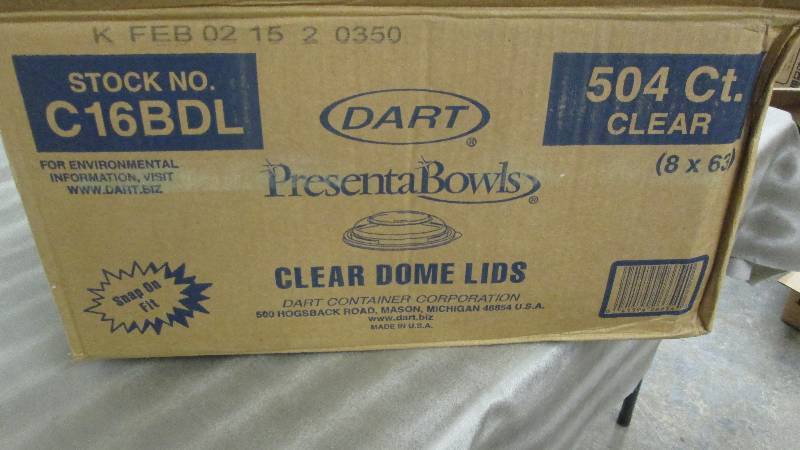 K FEB 02 15 2 0350
STOCK NO.
C16BDL
FOR ENVIRONMENTAL
INFORMATION, VISIT
WWW.DART.BIZ
DART
®
PresentaBowls
®
504 Ct.
CLEAR
(8 x 63)
Snap On
Fit
CLEAR DOME LIDS
DART CONTAINER CORPORATION
500 HOGSBACK ROAD, MASON, MICHIGAN 48854 U.S.A.
www.dart.biz
MADE IN U.S.A.